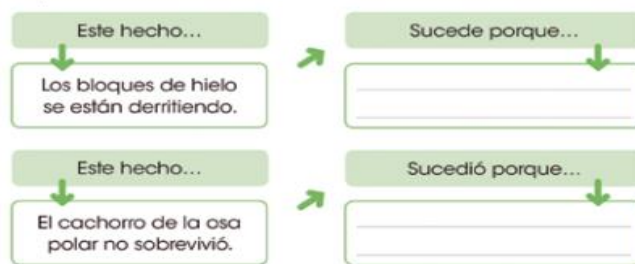 Este hecho...
Sucede porque...
Los bloques de hielo
se están derritiendo.
Este hecho...
Sucedió porque...
El cachorro de la osa
polar no sobrevivió.